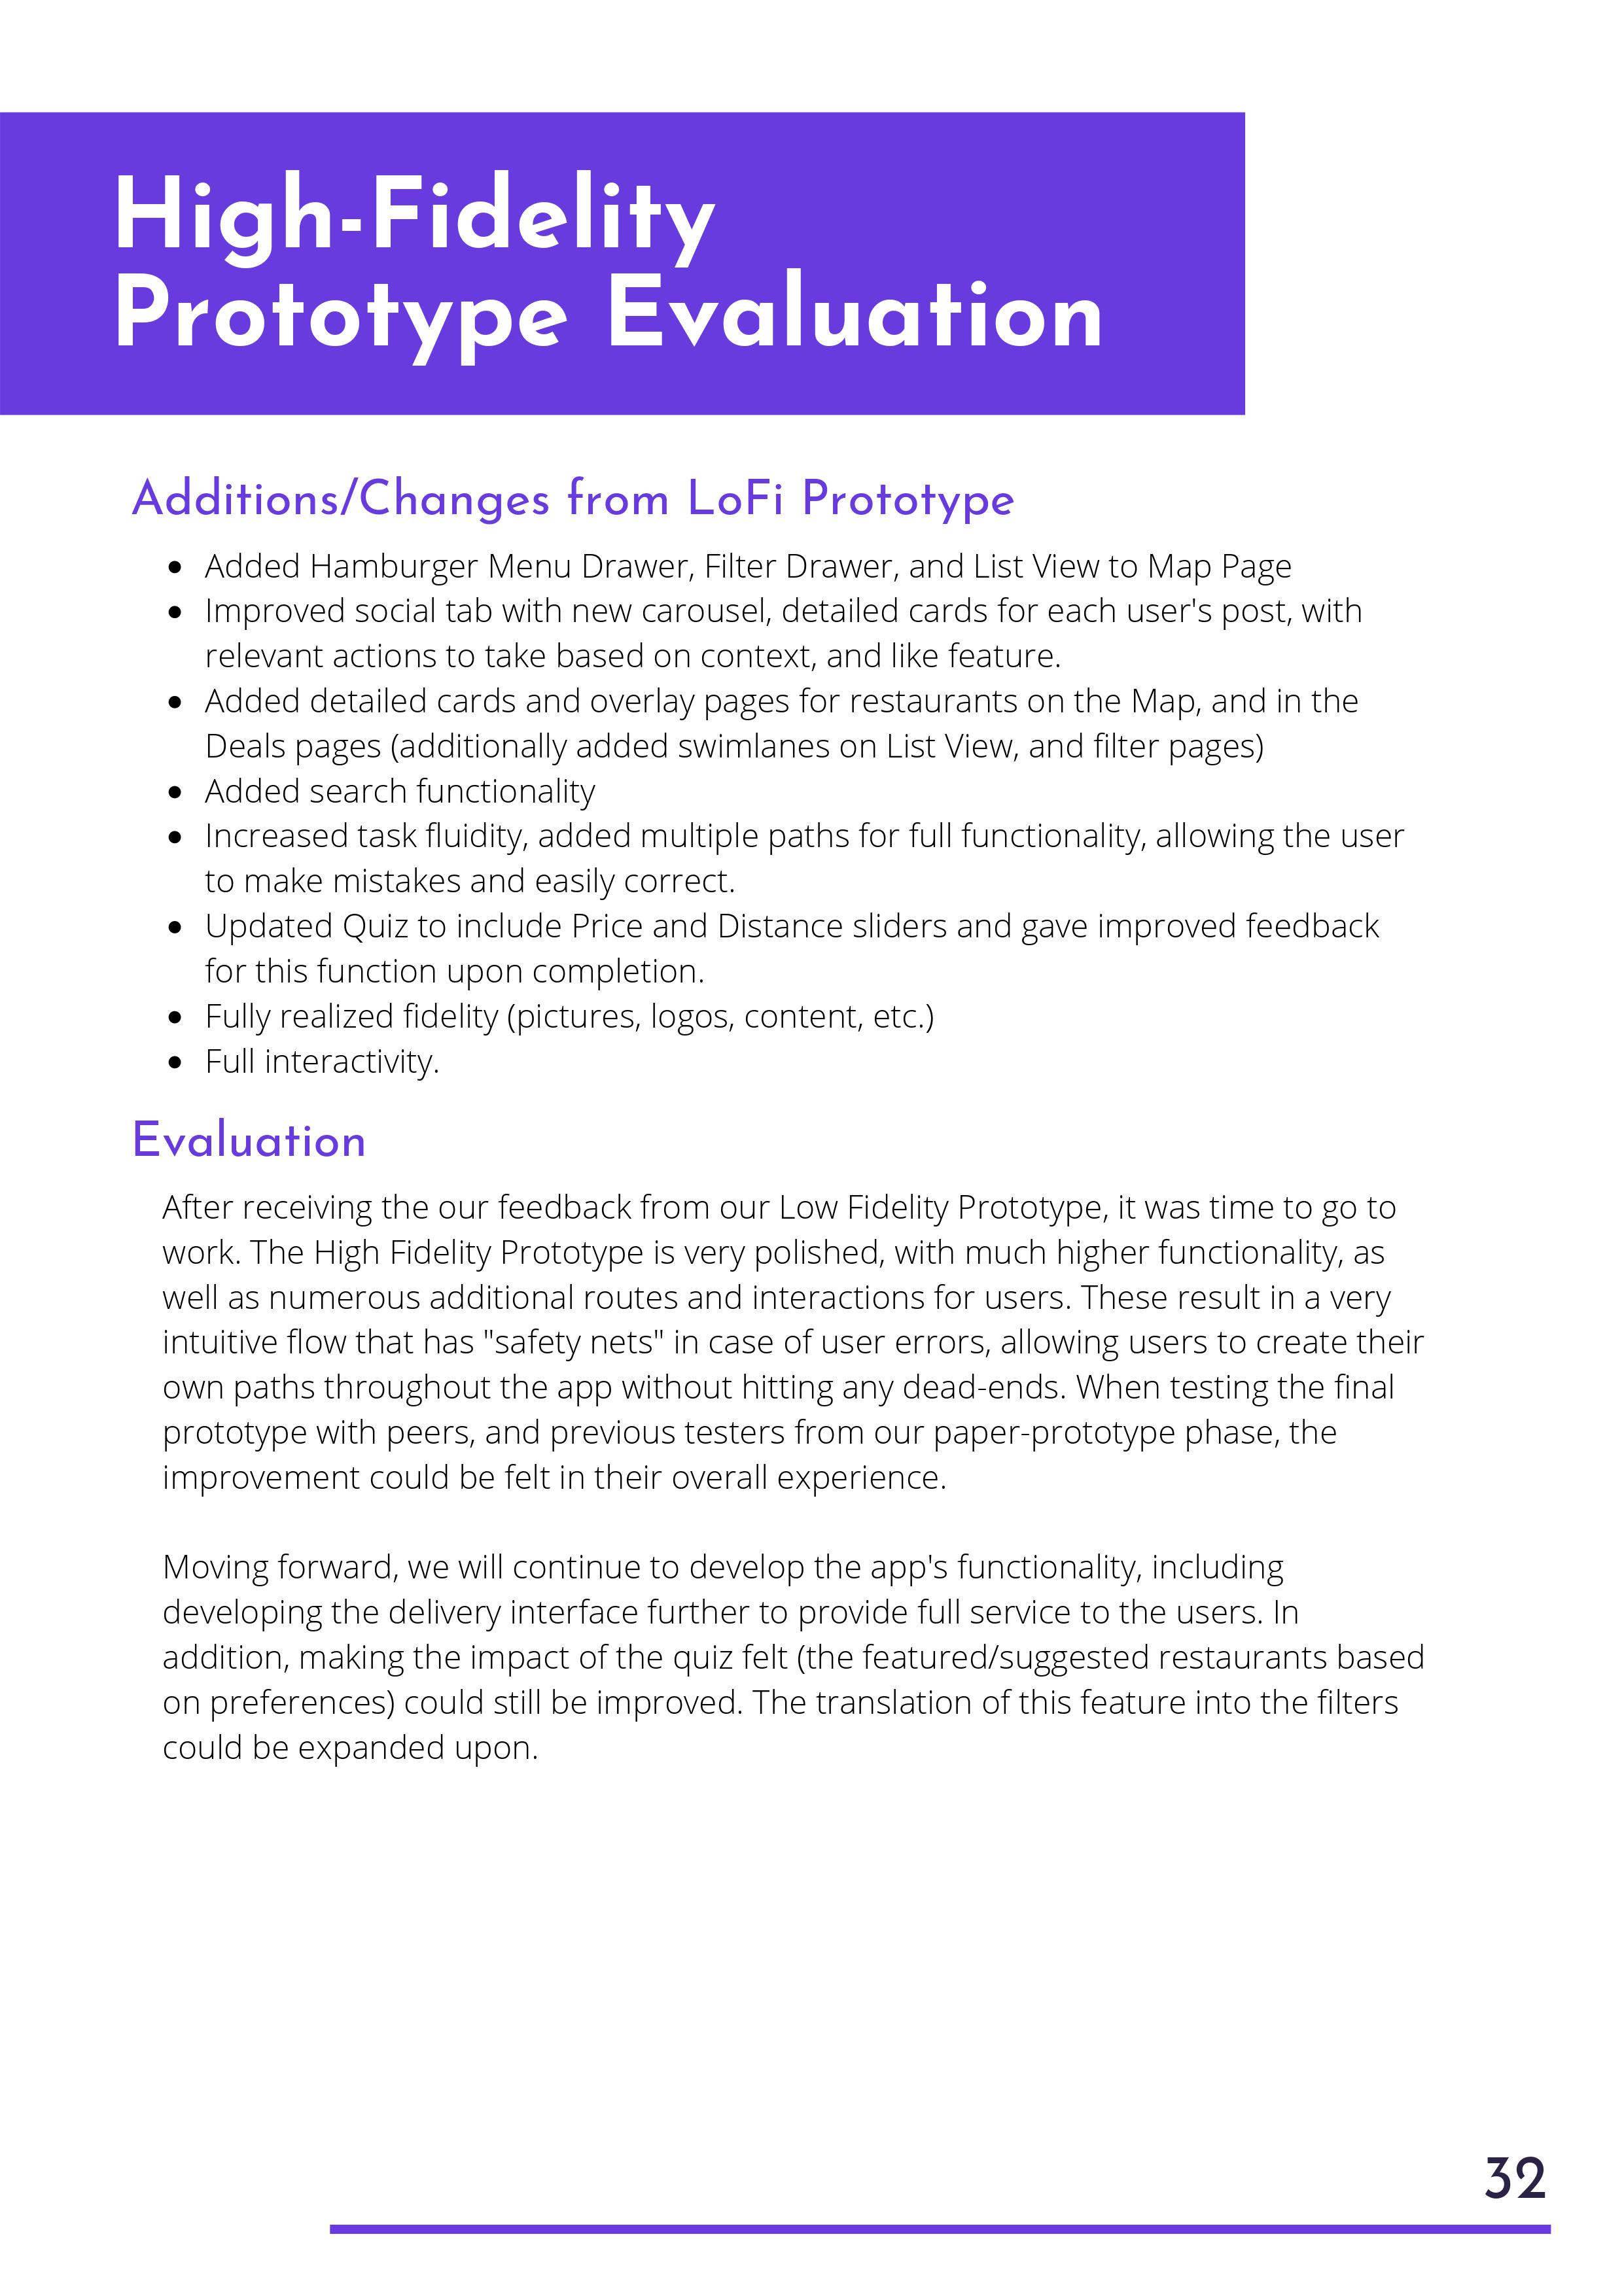 High-Fidelity
Prototype Evaluation
Additions/Changes from LoFi Prototype
• Added Hamburger Menu Drawer, Filter Drawer, and List View to Map Page
• Improved social tab with new carousel, detailed cards for each user's post, with
relevant actions to take based on context, and like feature.
• Added detailed cards and overlay pages for restaurants on the Map, and in the
Deals pages (additionally added swimlanes on List View, and filter pages)
• Added search functionality
• Increased task fluidity, added multiple paths for full functionality, allowing the user
to make mistakes and easily correct.
• Updated Quiz to include Price and Distance sliders and gave improved feedback
for this function upon completion.
• Fully realized fidelity (pictures, logos, content, etc.)
• Full interactivity.
Evaluation
After receiving the our feedback from our Low Fidelity Prototype, it was time to go to
work. The High Fidelity Prototype is very polished, with much higher functionality, as
well as numerous additional routes and interactions for users. These result in a very
intuitive flow that has "safety nets" in case of user errors, allowing users to create their
own paths throughout the app without hitting any dead-ends. When testing the final
prototype with peers, and previous testers from our paper-prototype phase, the
improvement could be felt in their overall experience.
Moving forward, we will continue to develop the app's functionality, including
developing the delivery interface further to provide full service to the users. In
addition, making the impact of the quiz felt (the featured/suggested restaurants based
on preferences) could still be improved. The translation of this feature into the filters
could be expanded upon.
32